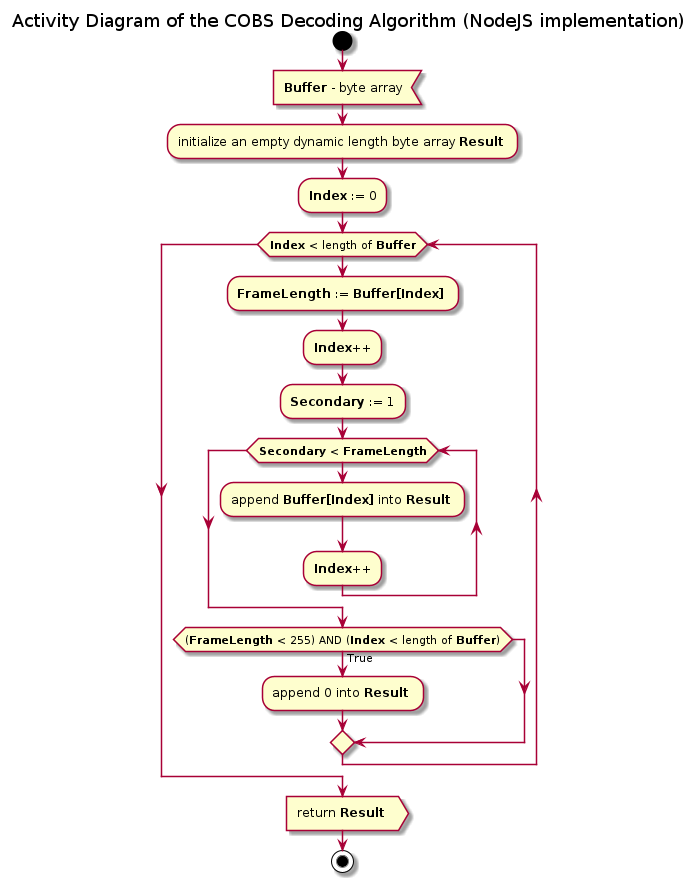 Activity Diagram of the COBS Decoding Algorithm (NodeJS implementation)
Buffer - byte array
initialize an empty dynamic length byte array Result
Index := 0
Index < length of Buffer
FrameLength := Buffer[Index]
Index++
Secondary := 1
Secondary < FrameLength
append Buffer[Index] into Result
Index++
(FrameLength < 255) AND (Index < length of Buffer)
True
append 0 into Result
return Result